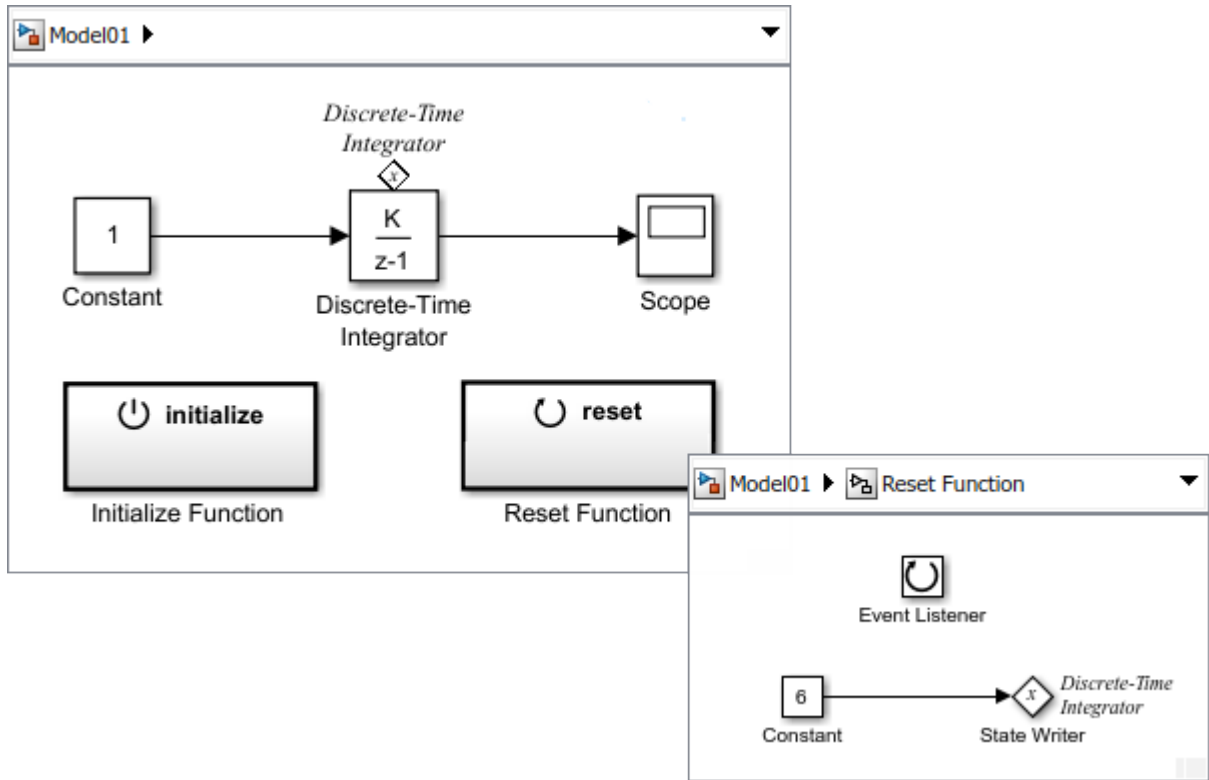 Model01
Discrete-Time
Integrator
x
1
K
z-1
Constant
Discrete-Time
Integrator
Scope
initialize
reset
Initialize Function
Reset Function
Model01 Reset Function
Event Listener
6
x
Discrete-Time
Integrator
Constant
State Writer